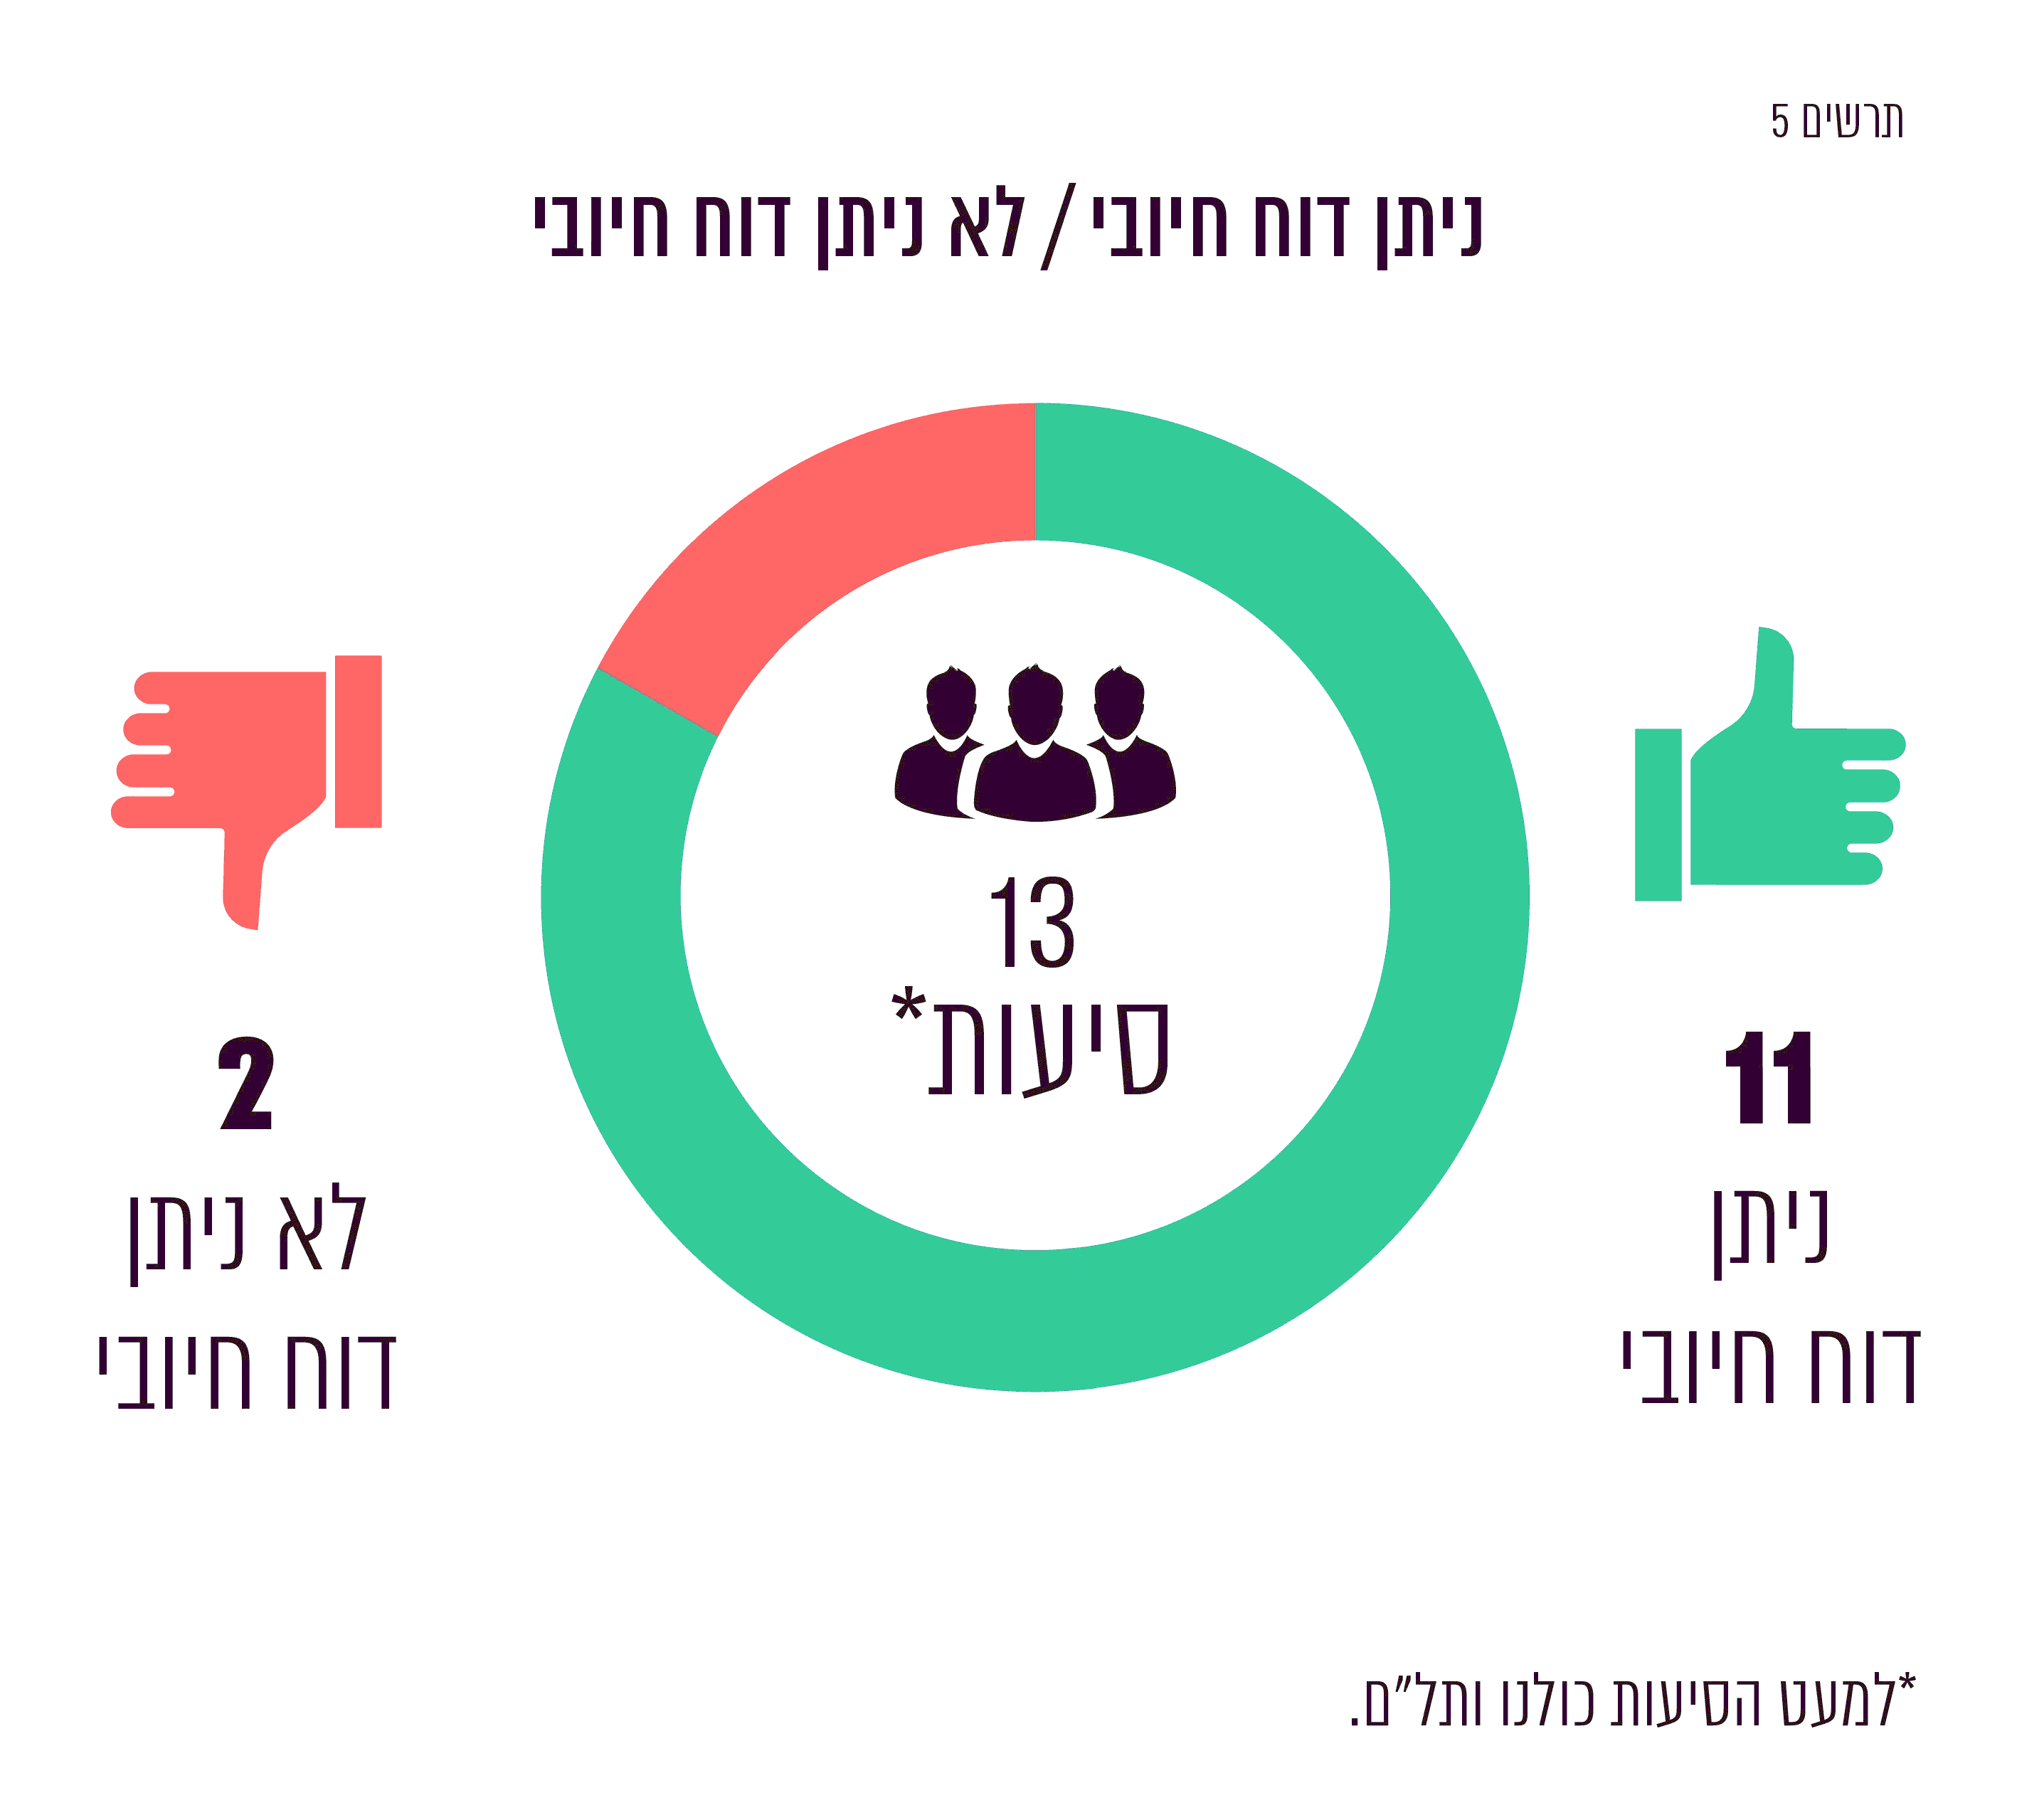 תרשים 5
ניתן דוח חיובי/לא ניתן דוח חיובי
13
סיעות*
11
ניתן
דוח חיובי
2
לא ניתן
דוח חיובי
*למעט הסיעות כולנו ותל"ם.